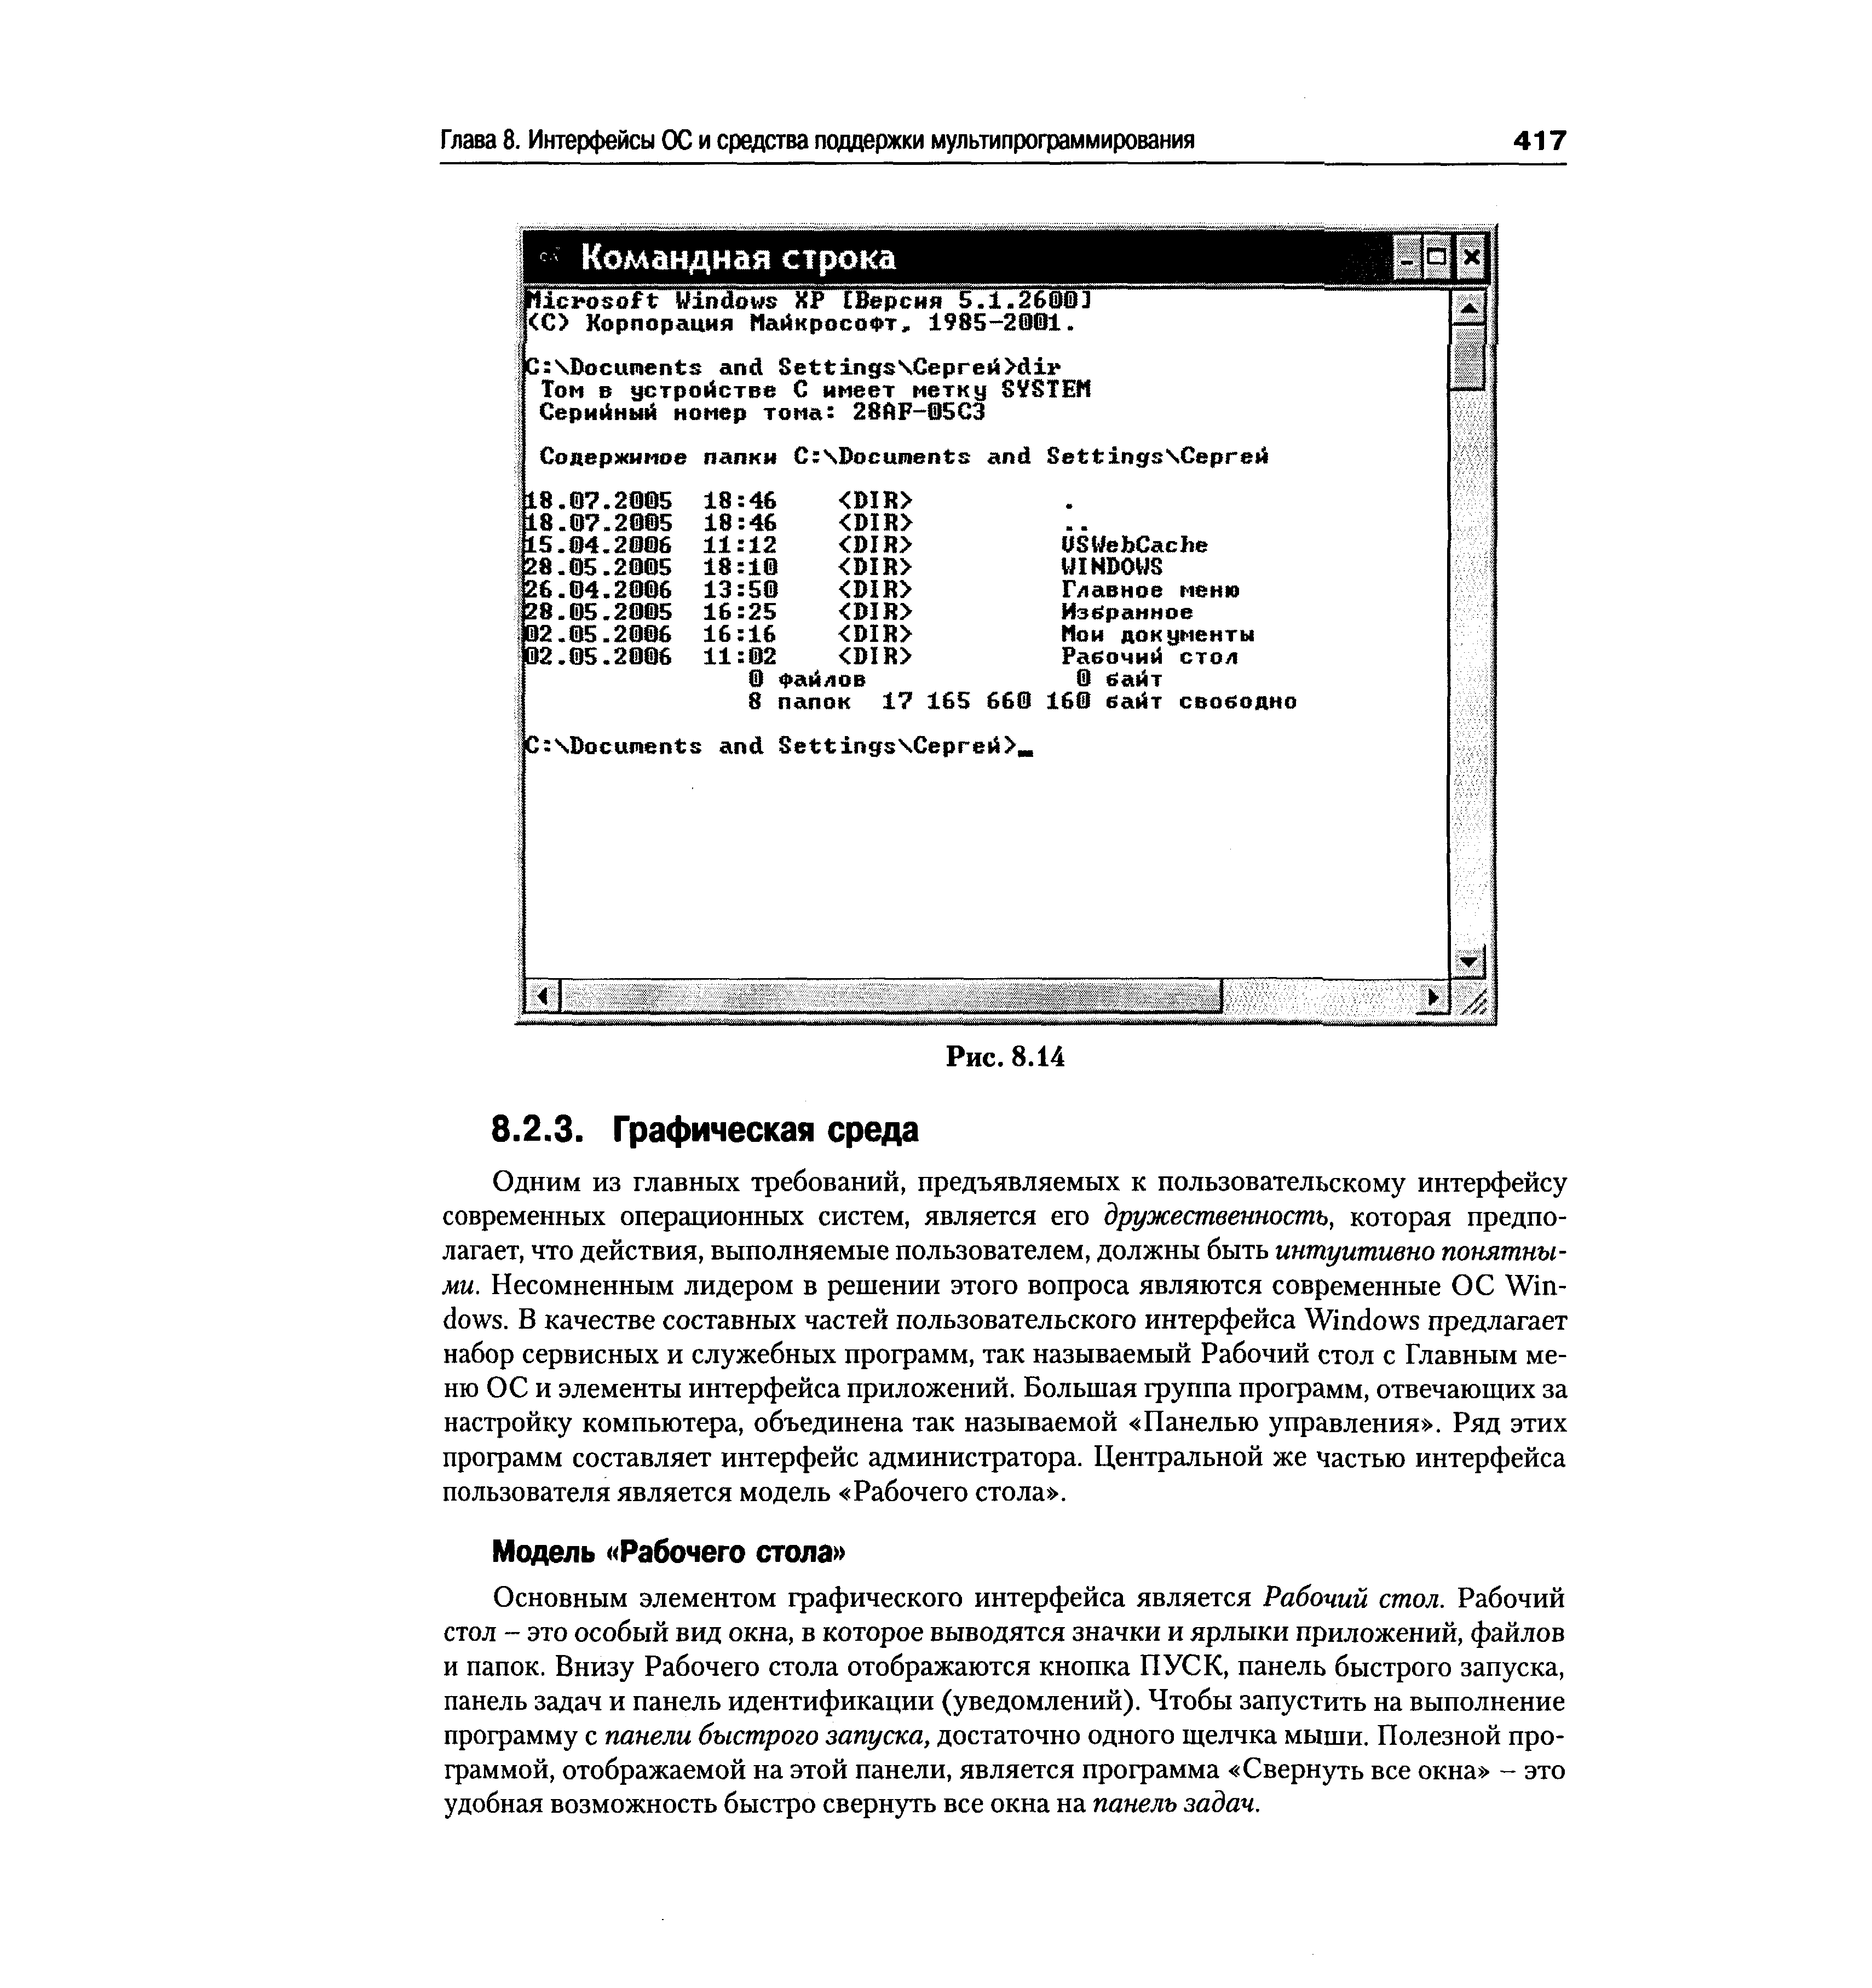 Глава 8. Интерфейсы ОС и средства поддержки мультипрограммирования 417
Командная строка
Microsoft Windows XP [Версия 5.1.2600]
(C) Корпорация Майкрософт, 1985-2001.
C:\Documents and Settings\Сергей>dir
Том в устройстве C имеет метку SYSTEM
Серийный номер тома: 28AF-05C3
Содержимое папки C:\Documents and Settings\Сергей
18.07.2005 18:46 <DIR> .
18.07.2005 18:46 <DIR> ..
15.04.2006 11:12 <DIR> VSWebCache
28.05.2005 18:10 <DIR> WINDOWS
26.04.2006 13:50 <DIR> Главное меню
28.05.2005 16:25 <DIR> Избранное
02.05.2006 16:16 <DIR> Мои документы
02.05.2006 11:02 <DIR> Рабочий стол
0 файлов 0 байт
8 папок 17 165 660 160 байт свободно
C:\Documents and Settings\Сергей>_
Рис. 8.14
8.2.3. Графическая среда
Одним из главных требований, предъявляемых к пользовательскому интерфейсу
современных операционных систем, является его дружественность, которая предпо-
лагает, что действия, выполняемые пользователем, должны быть интуитивно понятны-
ми. Несомненным лидером в решении этого вопроса являются современные ОС Win-
dows. В качестве составных частей пользовательского интерфейса Windows предлагает
набор сервисных и служебных программ, так называемый Рабочий стол с Главным ме-
ню ОС и элементы интерфейса приложений. Большая группа программ, отвечающих за
настройку компьютера, объединена так называемой «Панелью управления». Ряд этих
программ составляет интерфейс администратора. Центральной же частью интерфейса
пользователя является модель «Рабочего стола».
Модель «Рабочего стола»
Основным элементом графического интерфейса является Рабочий стол. Рабочий
стол – это особый вид окна, в которое выводятся значки и ярлыки приложений, файлов
и папок. Внизу Рабочего стола отображаются кнопка ПУСК, панель быстрого запуска,
панель задач и панель идентификации (уведомлений). Чтобы запустить на выполнение
программу с панели быстрого запуска, достаточно одного щелчка мыши. Полезной про-
граммой, отображаемой на этой панели, является программа «Свернуть все окна» – это
удобная возможность быстро свернуть все окна на панель задач.